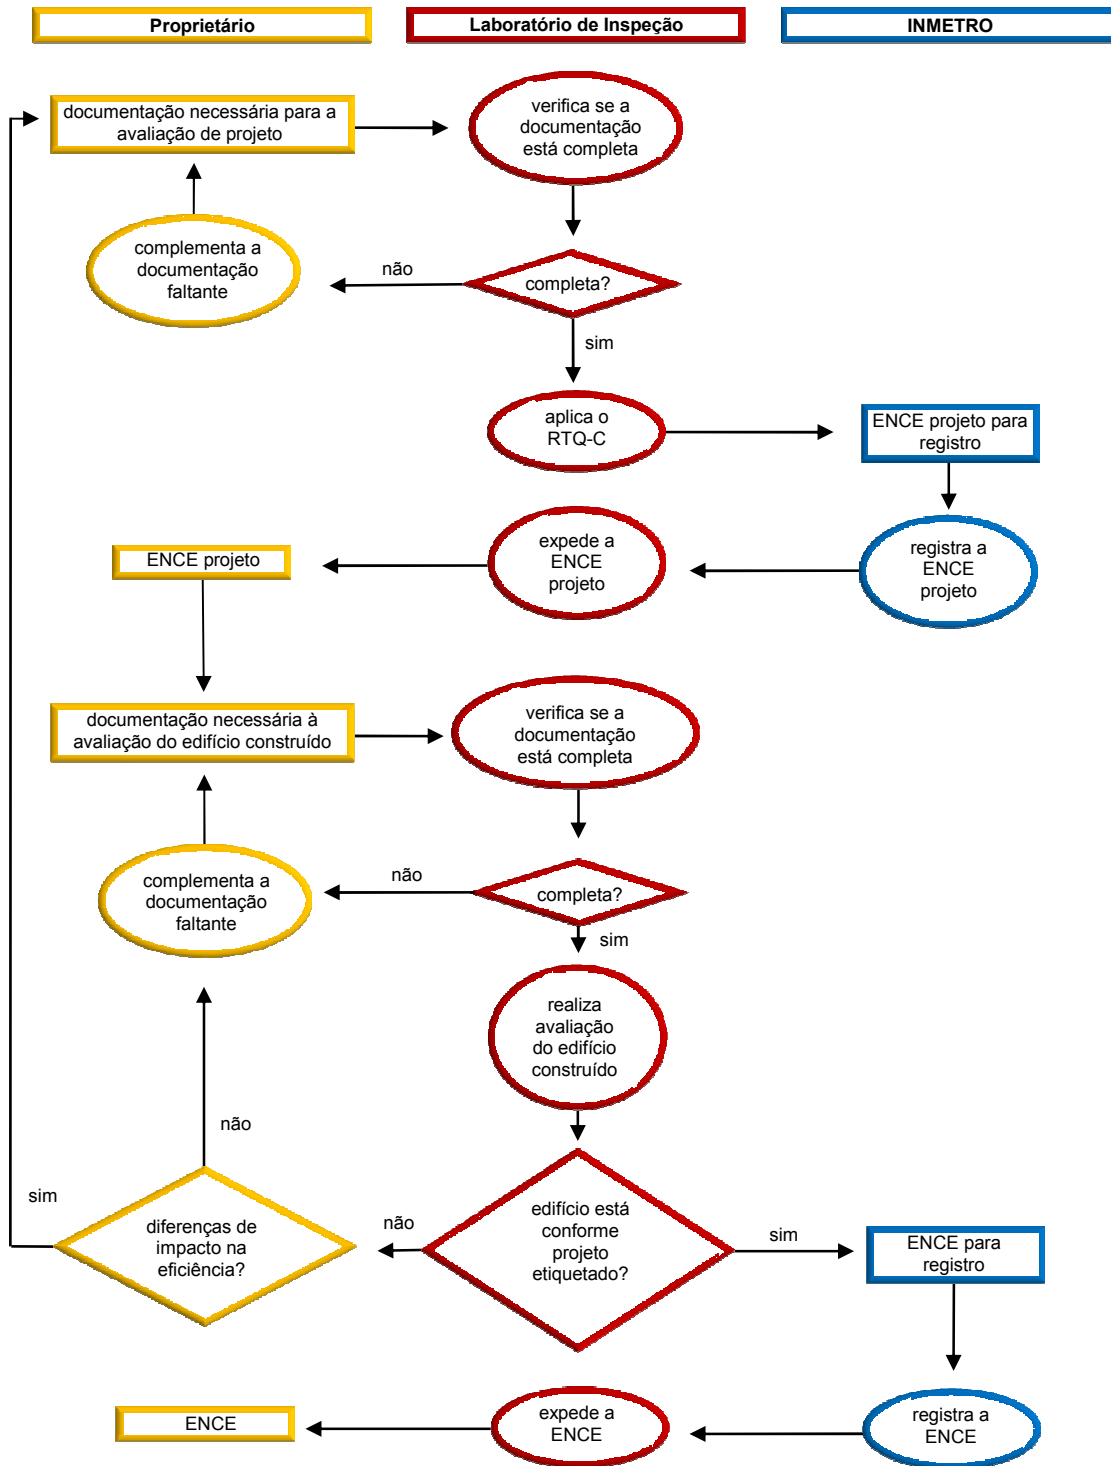 Proprietário
Laboratório de Inspeção
INMETRO
documentação necessária para a
avaliação de projeto
verifica se a
documentação
está completa
complementa a
documentação
faltante
não
completa?
sim
aplica o
RTQ-C
ENCE projeto para
registro
expede a
ENCE
projeto
registra a
ENCE
projeto
ENCE projeto
documentação necessária à
avaliação do edifício construído
verifica se a
documentação
está completa
complementa a
documentação
faltante
não
completa?
sim
realiza
avaliação
do edifício
construído
não
sim
diferenças de
impacto na
eficiência?
não
edifício está
conforme
projeto
etiquetado?
sim
ENCE para
registro
ENCE
expede a
ENCE
registra a
ENCE